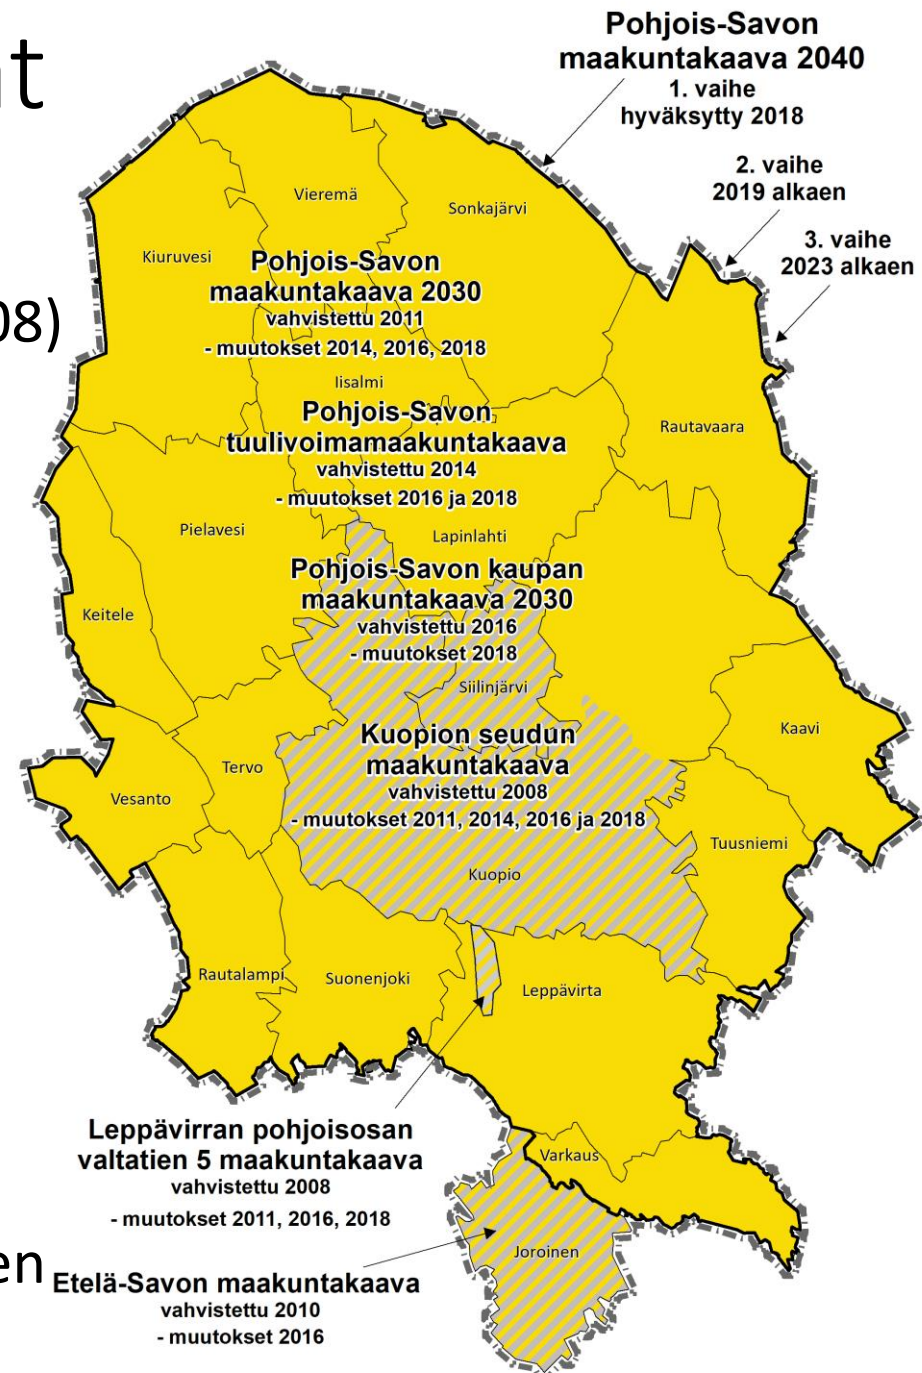 nt
Pohjois-Savon
maakuntakaava 2040
1. vaihe
hyväksytty 2018
2. vaihe
2019 alkaen
3. vaihe
2023 alkaen
Vieremä
Sonkajärvi
Kiuruvesi
Pohjois-Savon
maakuntakaava 2030
vahvistettu 2011
- muutokset 2014, 2016, 2018
08)
Iisalmi
Pohjois-Savon
tuulivoimamaakuntakaava
vahvistettu 2014
- muutokset 2016 ja 2018
Rautavaara
Pielavesi
Lapinlahti
Pohjois-Savon kaupan
maakuntakaava 2030
vahvistettu 2016
- muutokset 2018
Keitele
Siilinjärvi
Kaavi
Kuopion seudun
maakuntakaava
vahvistettu 2008
- muutokset 2011, 2014, 2016 ja 2018
Tervo
Vesanto
Tuusniemi
Kuopio
Rautalampi
Suonenjoki
Leppävirta
Leppävirran pohjoisosan
valtatien 5 maakuntakaava
vahvistettu 2008
- muutokset 2011, 2016, 2018
Varkaus
Joroinen
en
Etelä-Savon maakuntakaava
vahvistettu 2010
- muutokset 2016